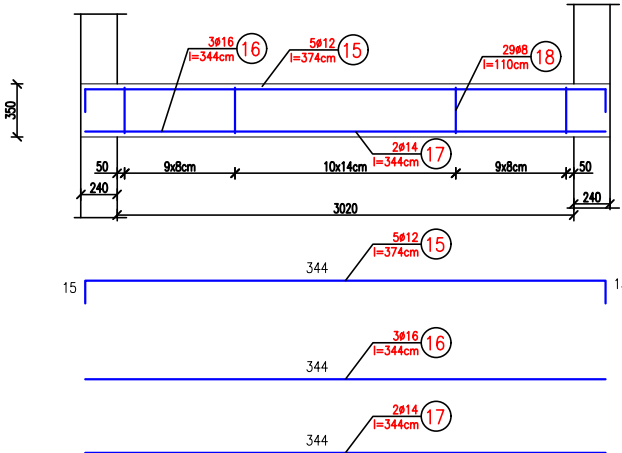 3ø16
l=344cm
16
5ø12
l=374cm
15
29ø8
l=110cm
18
350
2ø14
l=344cm
17
50
9x8cm
10x14cm
9x8cm
50
240
240
3020
5ø12
l=374cm
15
344
15
3ø16
l=344cm
16
344
2ø14
l=344cm
17
344